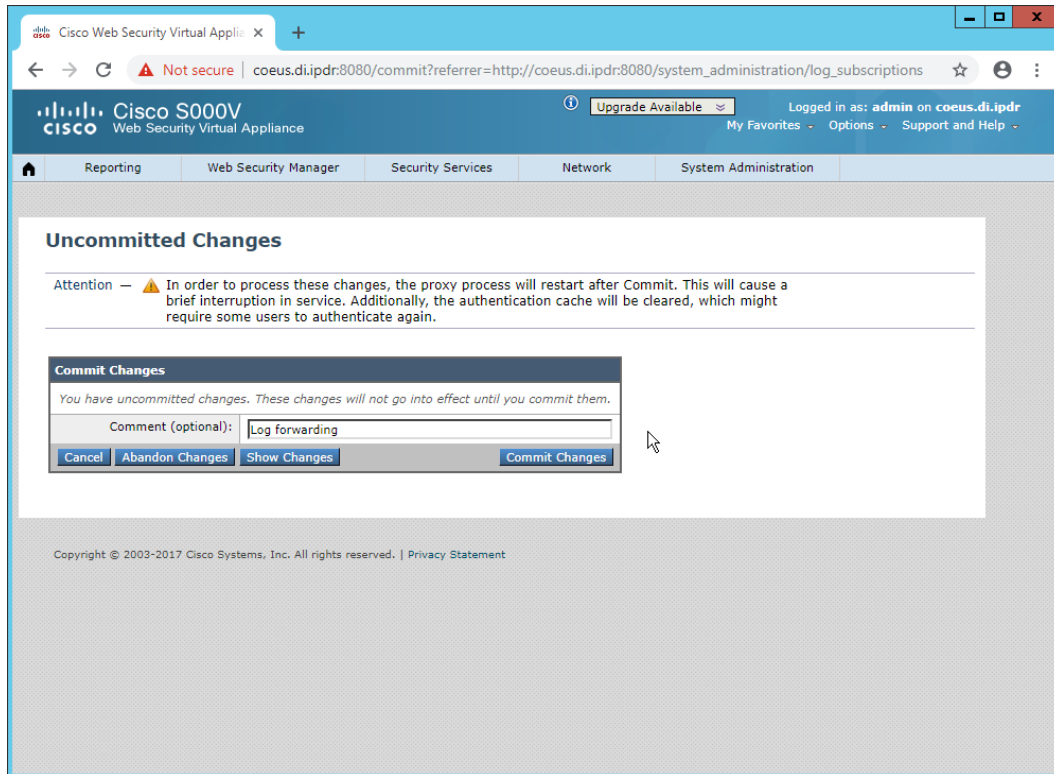 Cisco Web Security Virtual Applia
Not secure | coeus.di.ipdr:8080/commit?referrer=http://coeus.di.ipdr:8080/system_administration/log_subscriptions
CISCO
Cisco S000V
Web Security Virtual Appliance
Upgrade Available
Logged in as: admin on coeus.di.ipdr
My Favorites Options Support and Help
Reporting Web Security Manager Security Services Network System Administration
Uncommitted Changes
Attention — In order to process these changes, the proxy process will restart after Commit. This will cause a
brief interruption in service. Additionally, the authentication cache will be cleared, which might
require some users to authenticate again.
Commit Changes
You have uncommitted changes. These changes will not go into effect until you commit them.
Comment (optional): Log forwarding
Cancel Abandon Changes Show Changes Commit Changes
Copyright © 2003-2017 Cisco Systems, Inc. All rights reserved. | Privacy Statement